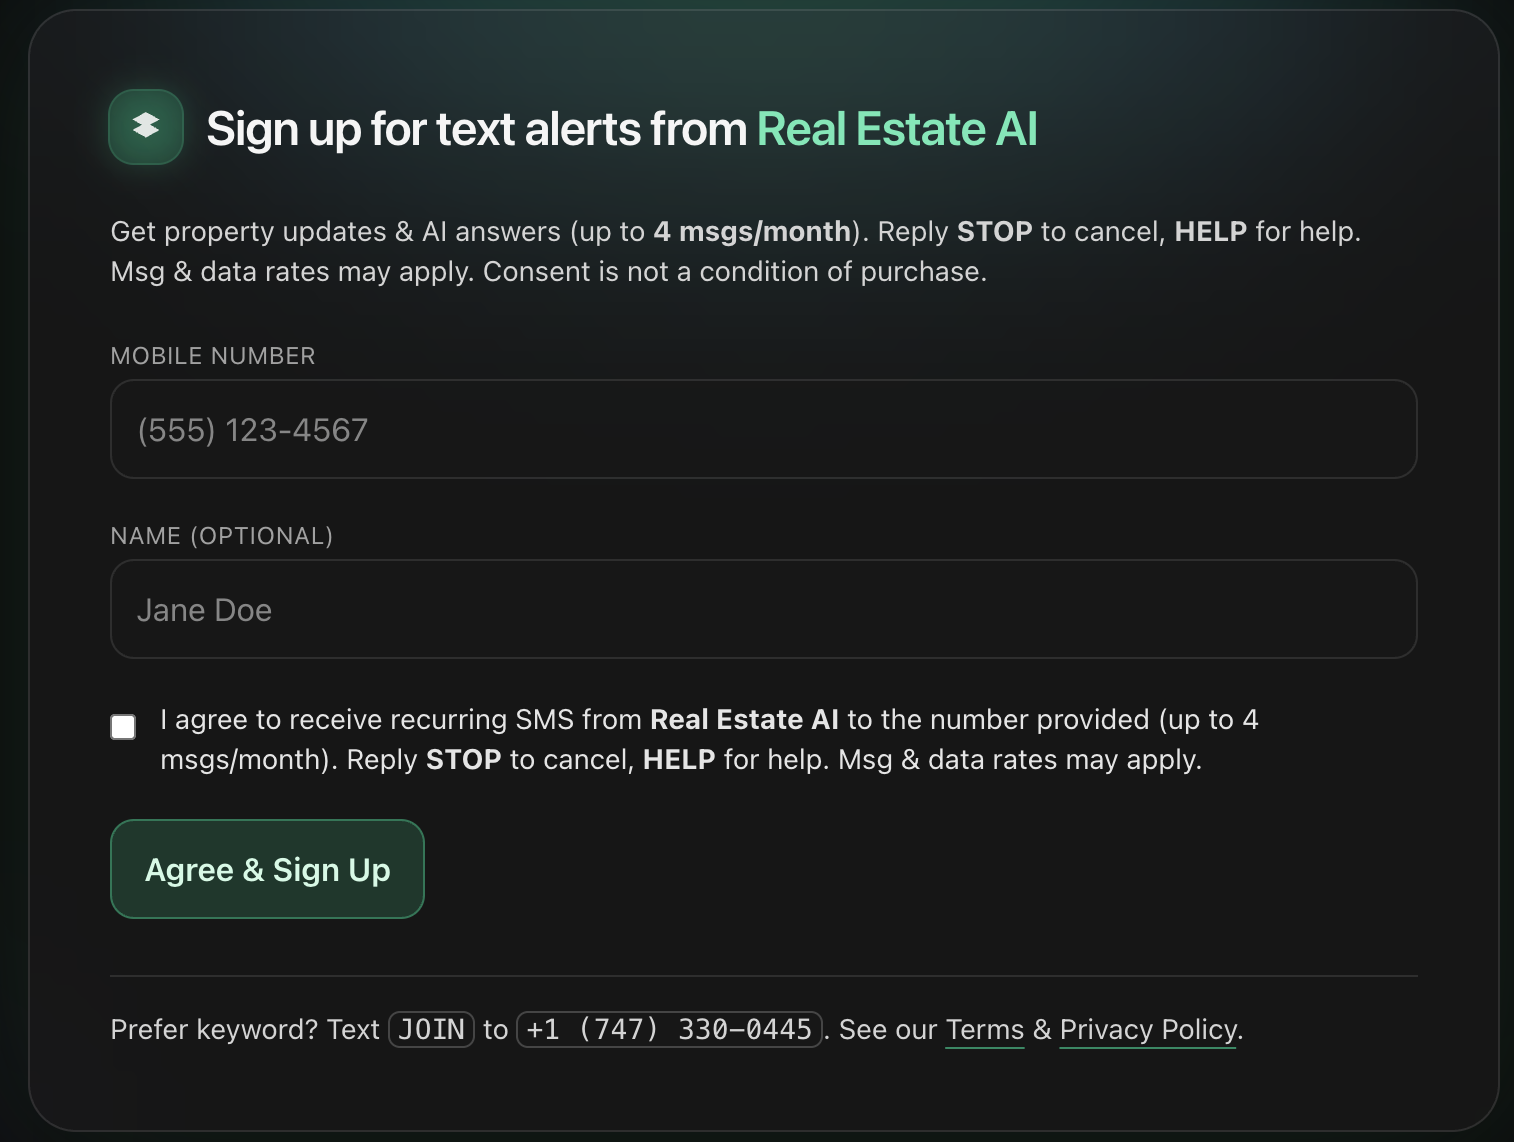 Sign up for text alerts from Real Estate AI
Get property updates & AI answers (up to 4 msgs/month). Reply STOP to cancel, HELP for help.
Msg & data rates may apply. Consent is not a condition of purchase.
MOBILE NUMBER
(555) 123-4567
NAME (OPTIONAL)
Jane Doe
I agree to receive recurring SMS from Real Estate AI to the number provided (up to 4
msgs/month). Reply STOP to cancel, HELP for help. Msg & data rates may apply.
Agree & Sign Up
Prefer keyword? Text JOIN to +1 (747) 330-0445. See our Terms & Privacy Policy.